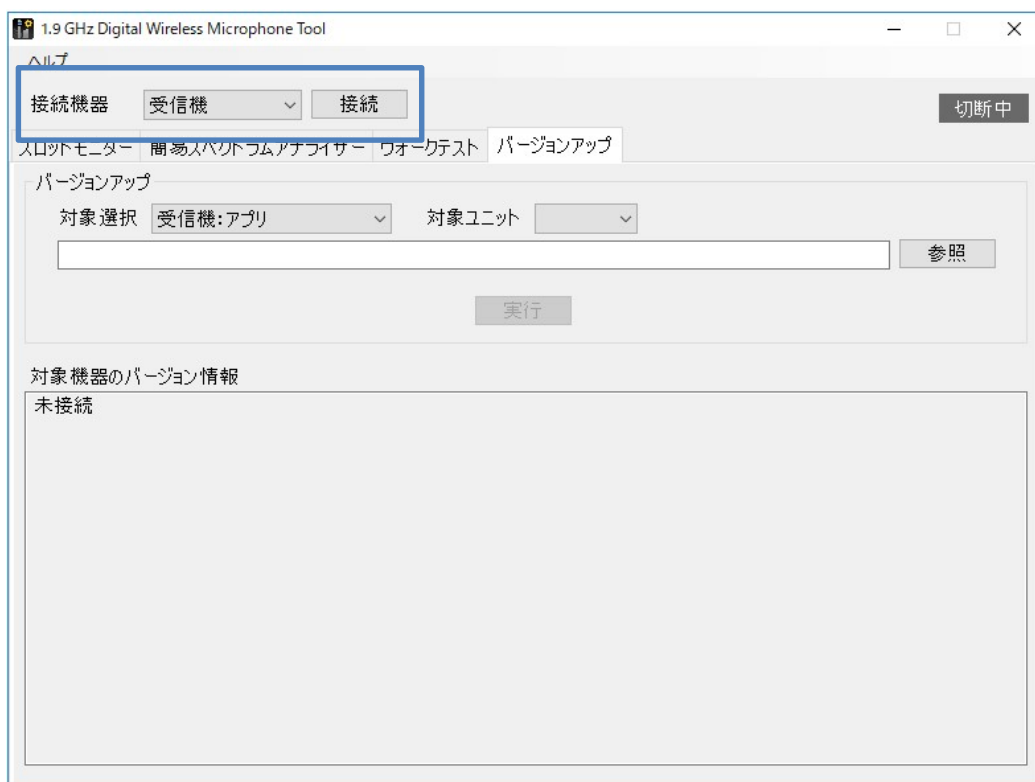 1.9 GHz Digital Wireless Microphone Tool
ヘルプ
接続機器 受信機 接続
切断中
スロットモニター 簡易スペクトラムアナライザー ウォークテスト バージョンアップ
バージョンアップ
対象選択 受信機:アプリ 対象ユニット
参照
実行
対象機器のバージョン情報
未接続